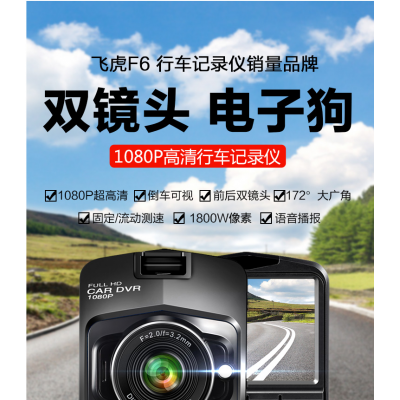 飞虎F6 行车记录仪销量品牌
双镜头 电子狗
1080P高清行车记录仪
1080P超高清 倒车可视 前后双镜头 172°大广角
固定/流动测速 1800W像素 语音播报
FULL HD
CAR DVR
1080P
F=2.0/f=3.2mm